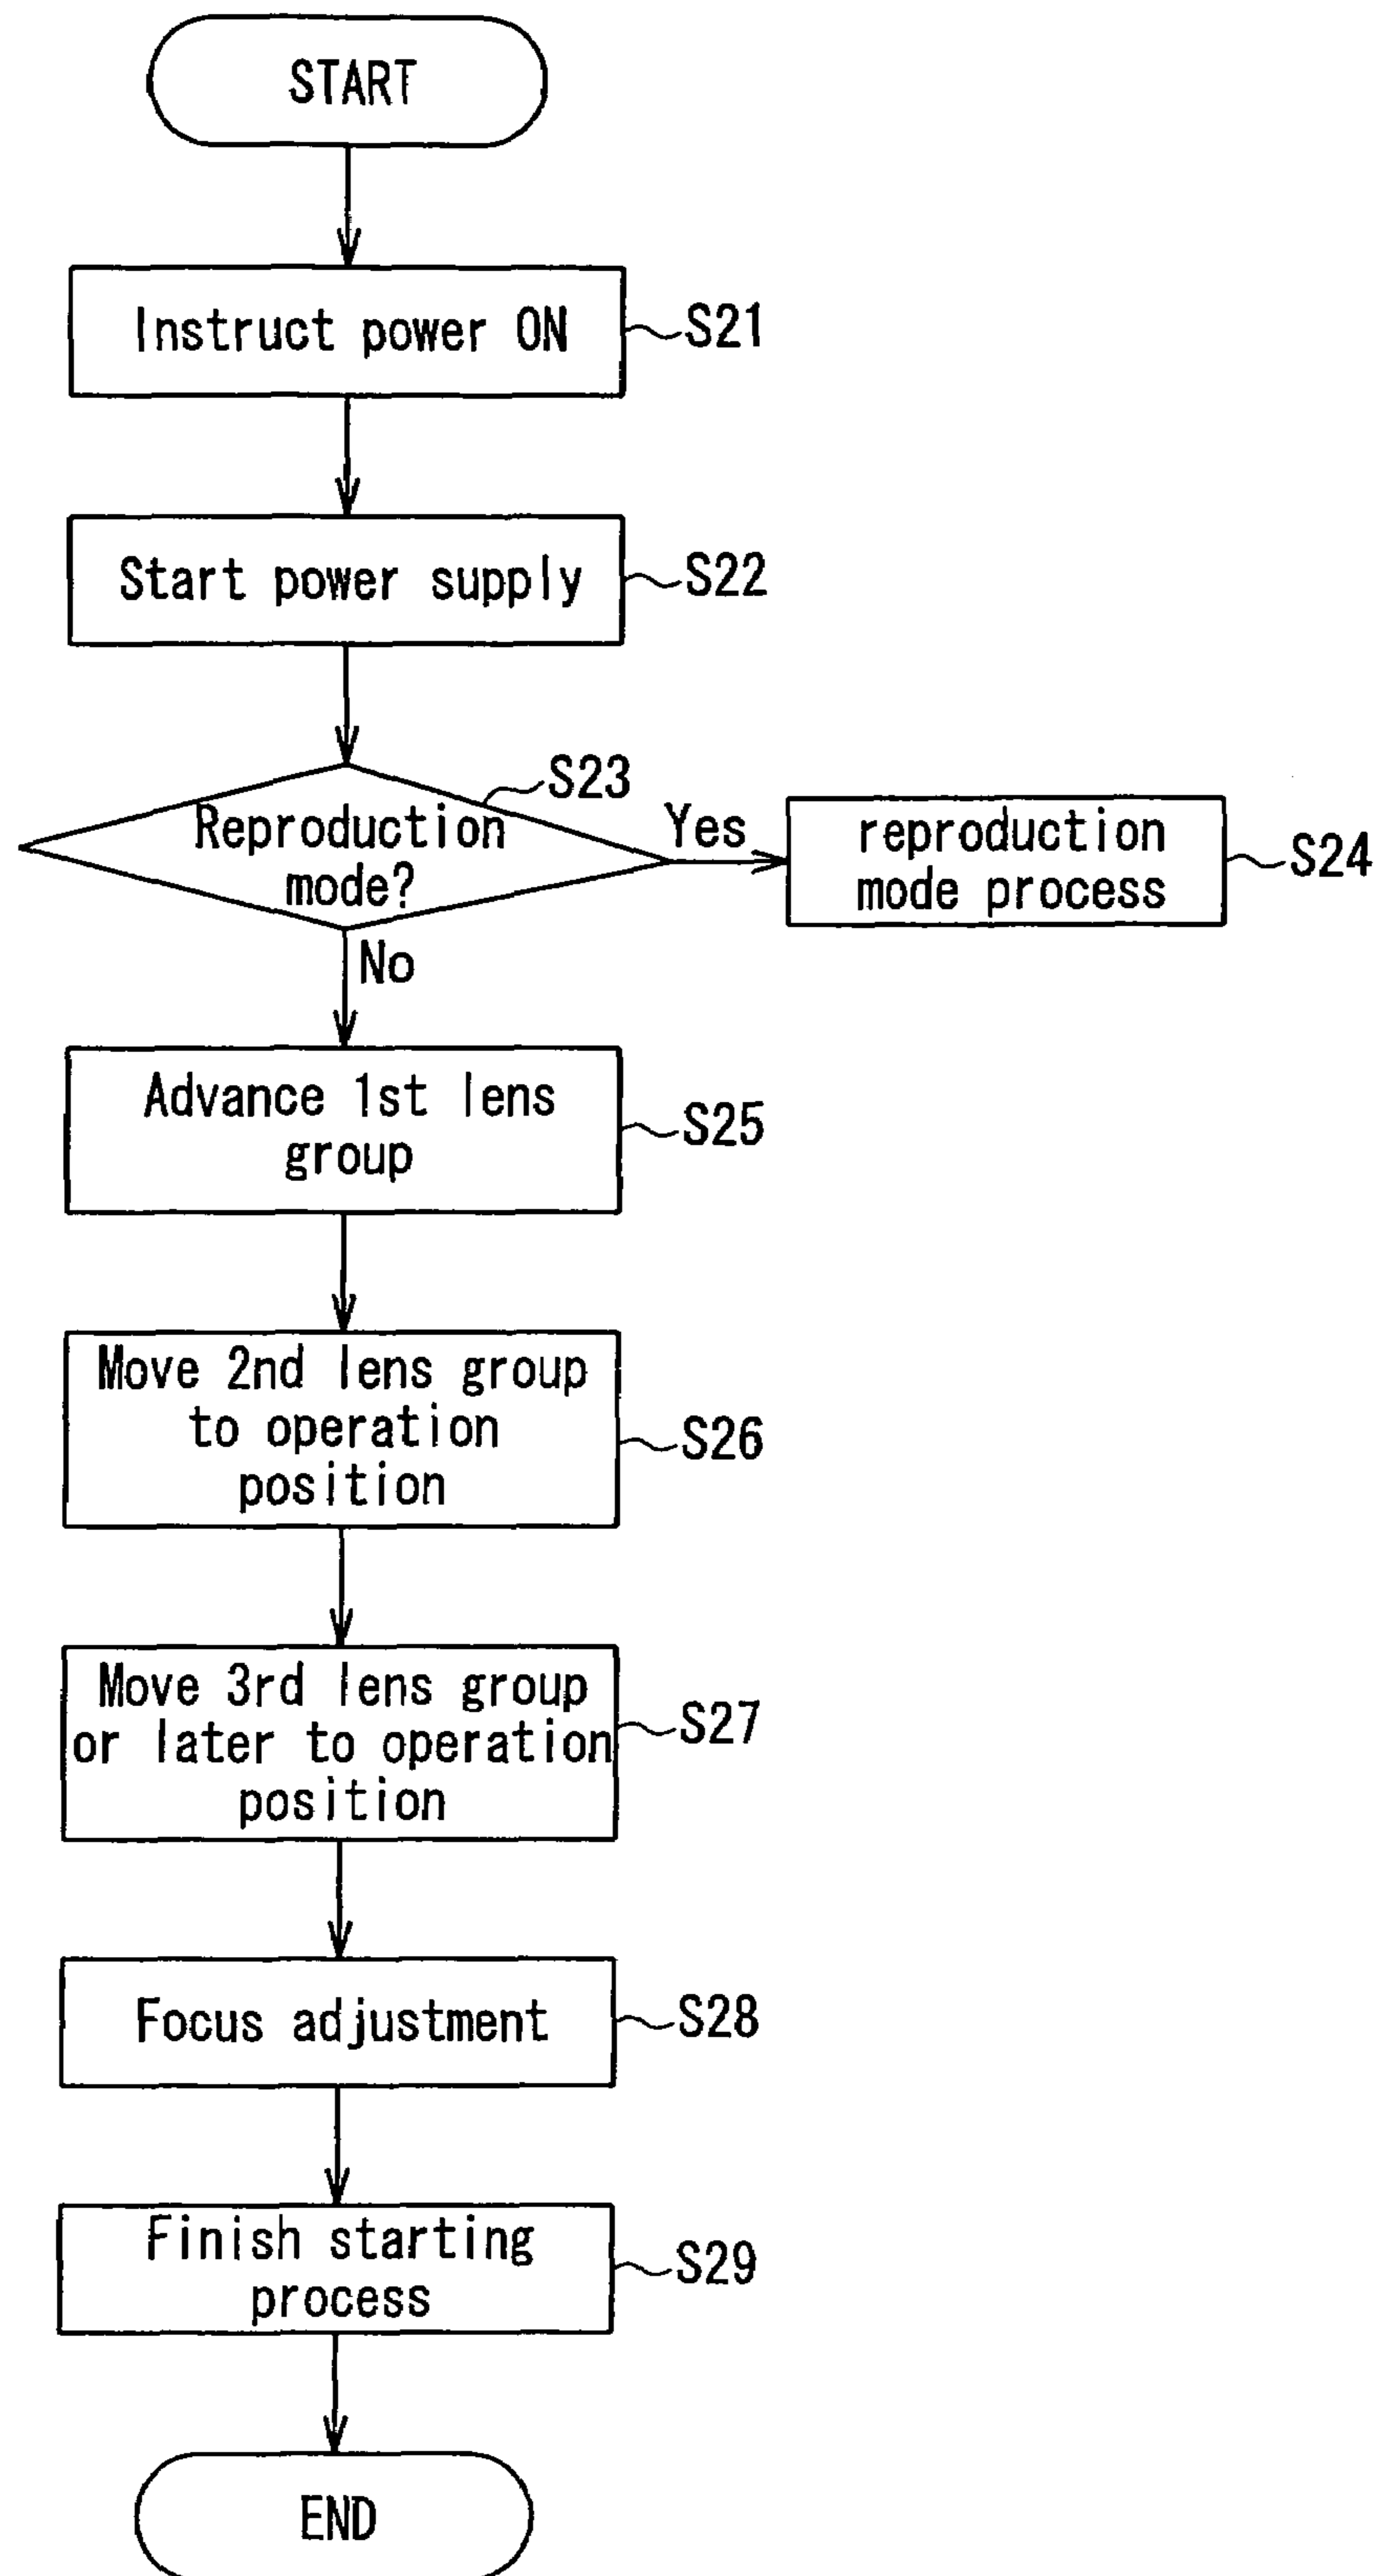 START
Instruct power ON
S21
Start power supply
S22
S23
Reproduction
mode?
Yes
reproduction
mode process
S24
No
Advance 1st lens
group
S25
Move 2nd lens group
to operation
position
S26
Move 3rd lens group
or later to operation
position
S27
Focus adjustment
S28
Finish starting
process
S29
END